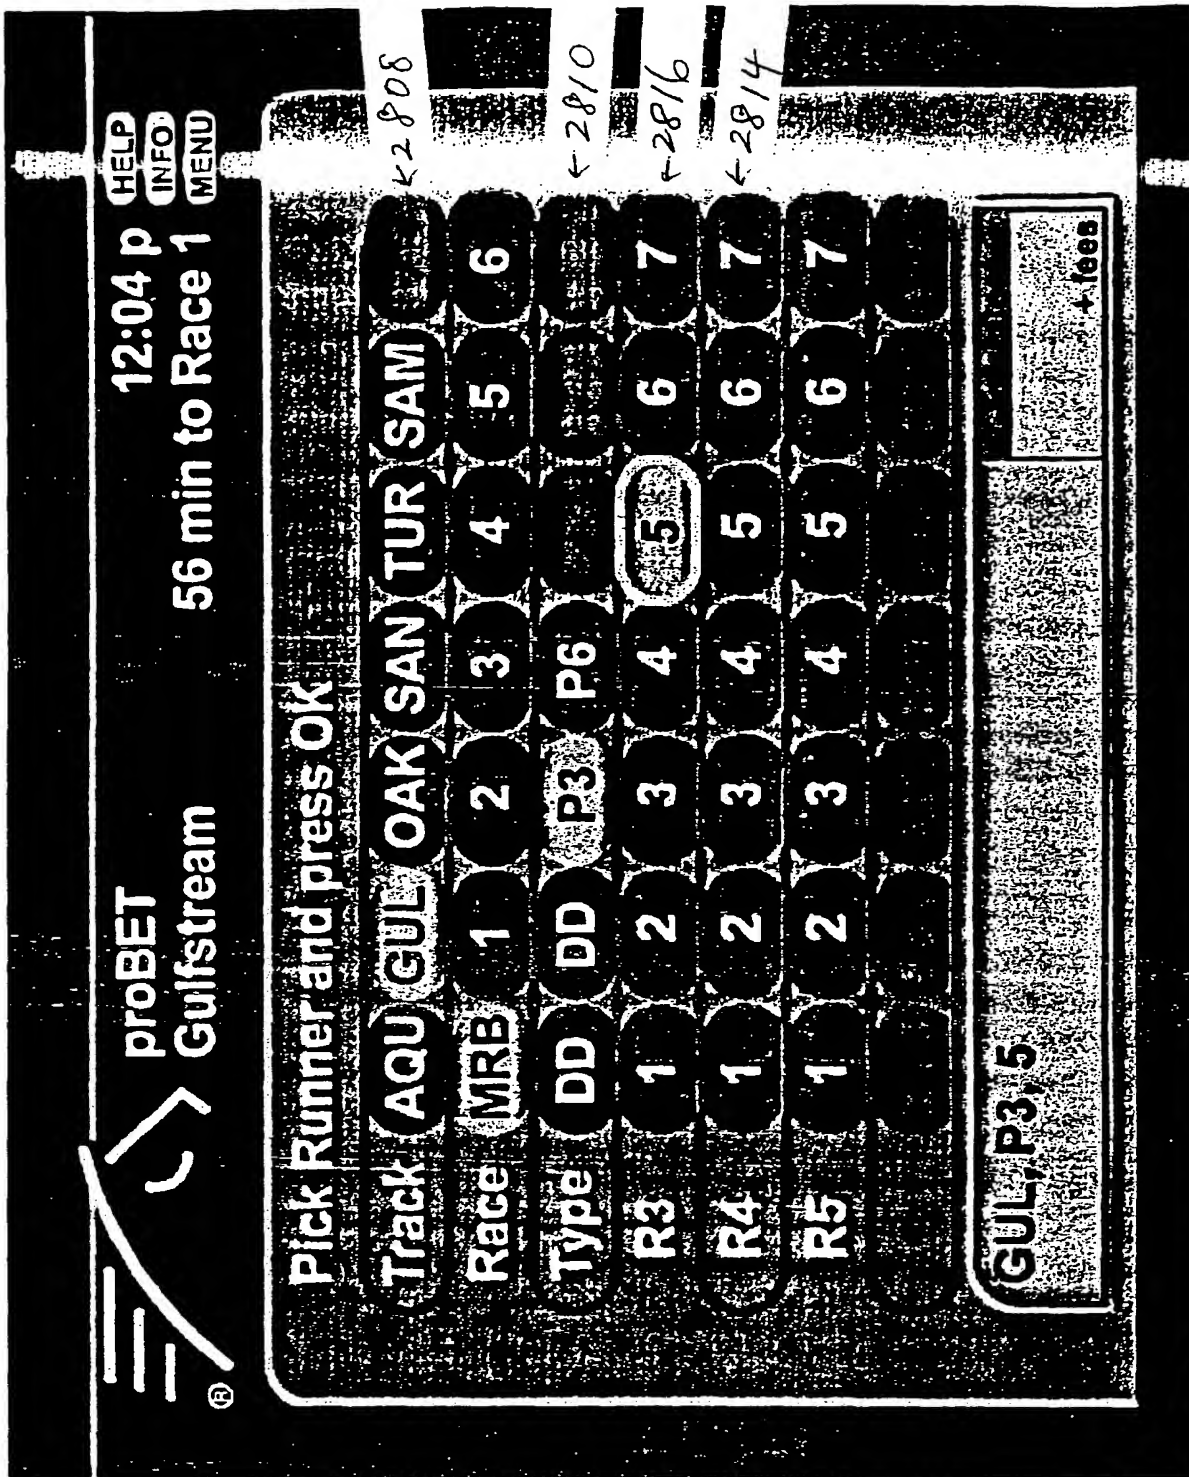 proBET 12:04 p HELP
Gulfstream 56 min to Race 1 INFO
MENU
Pick Runner and press OK
Track AQU GUL OAK SAN TUR SAM ←2808
Race MRB 1 2 3 4 5 6
Type DD DD P3 P6 ←2810
R3 1 2 3 4 5 6 7 ←2816
R4 1 2 3 4 5 6 7 ←2814
R5 1 2 3 4 5 6 7
GUL, P3, 5
+ fees
®